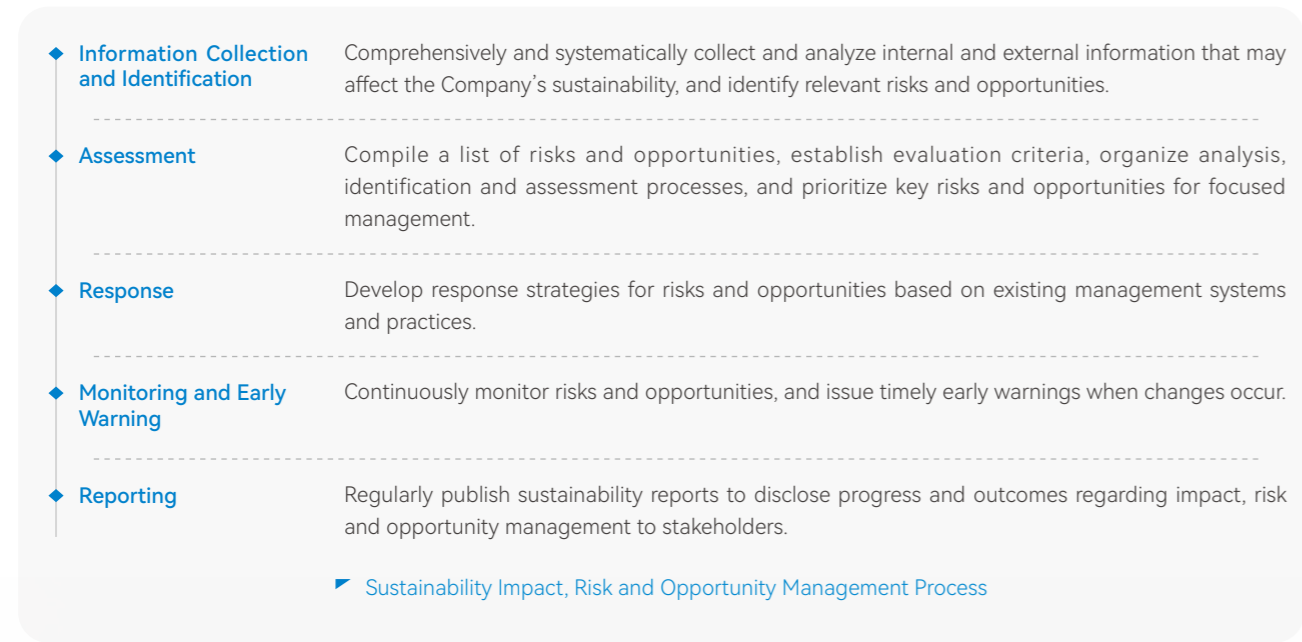 Information Collection
and Identification
Comprehensively and systematically collect and analyze internal and external information that may
affect the Company's sustainability, and identify relevant risks and opportunities.
Assessment
Compile a list of risks and opportunities, establish evaluation criteria, organize analysis,
identification and assessment processes, and prioritize key risks and opportunities for focused
management.
Response
Develop response strategies for risks and opportunities based on existing management systems
and practices.
Monitoring and Early
Warning
Continuously monitor risks and opportunities, and issue timely early warnings when changes occur.
Reporting
Regularly publish sustainability reports to disclose progress and outcomes regarding impact, risk
and opportunity management to stakeholders.
Sustainability Impact, Risk and Opportunity Management Process